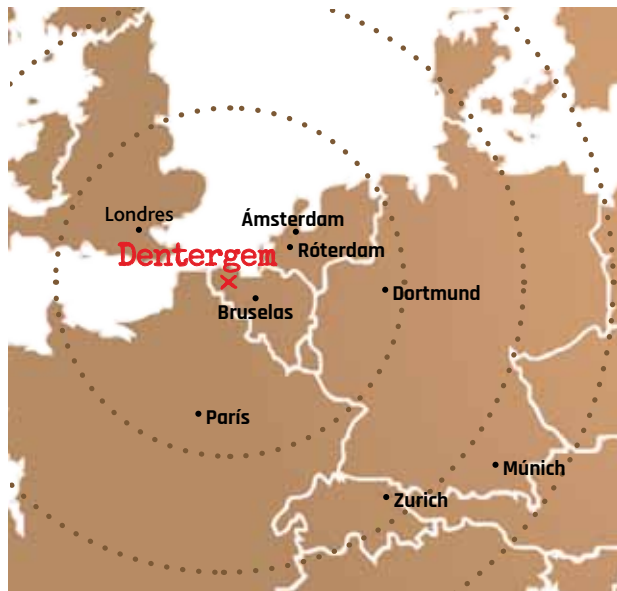 Londres
Ámsterdam
Dentergem
Róterdam
Dortmund
Bruselas
París
Múnich
Zurich